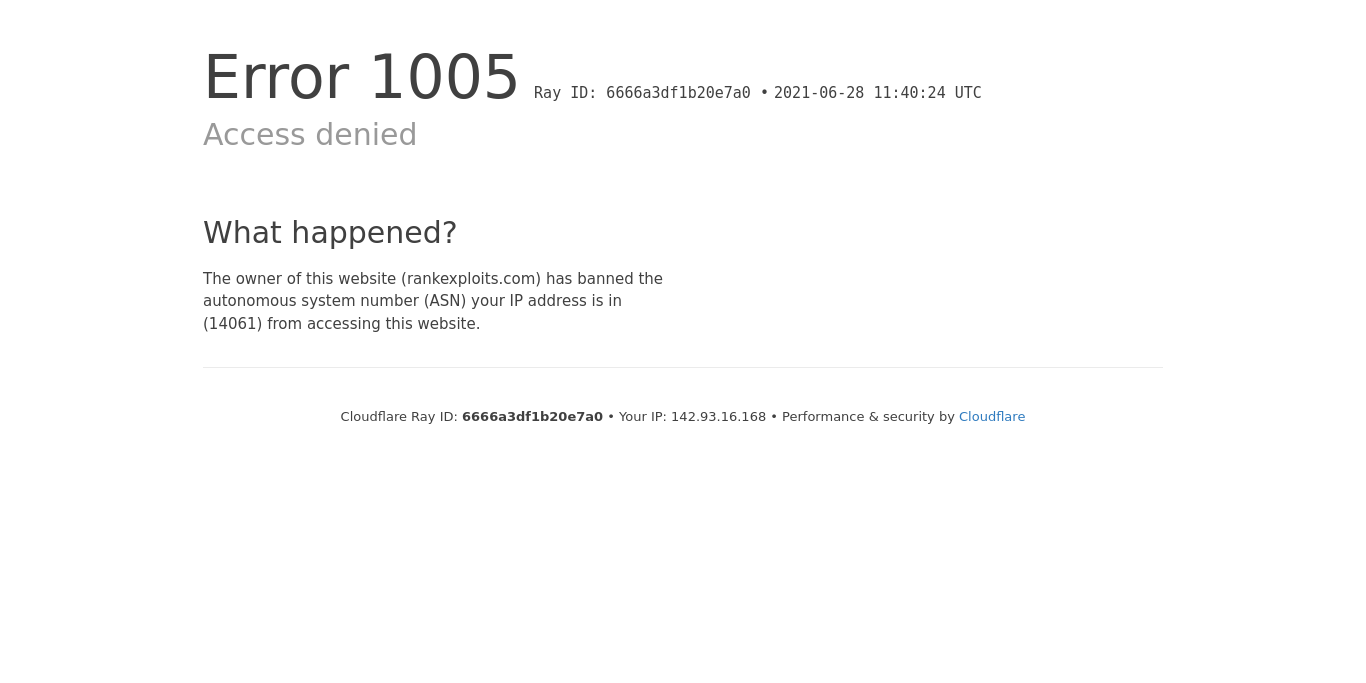 Error 1005 Ray ID: 6666a3df1b20e7a0 • 2021-06-28 11:40:24 UTC
Access denied
What happened?
The owner of this website (rankexploits.com) has banned the
autonomous system number (ASN) your IP address is in
(14061) from accessing this website.
Cloudflare Ray ID: 6666a3df1b20e7a0 • Your IP: 142.93.16.168 • Performance & security by Cloudflare